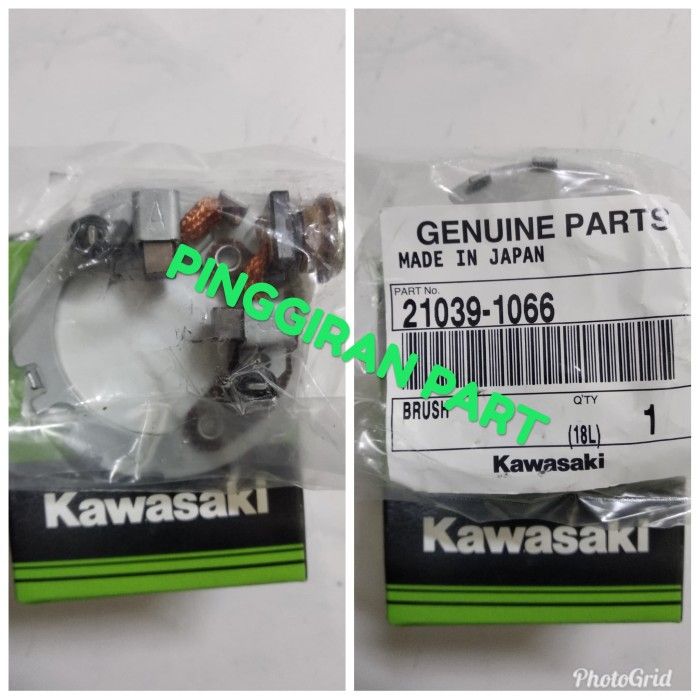 Kawasaki
PINGGIRAN PART
GENUINE PARTS
MADE IN JAPAN
PART No.
21039-1066
BRUSH
Q'TY
(18L)
1
Kawasaki
Kawasaki
PhotoGrid